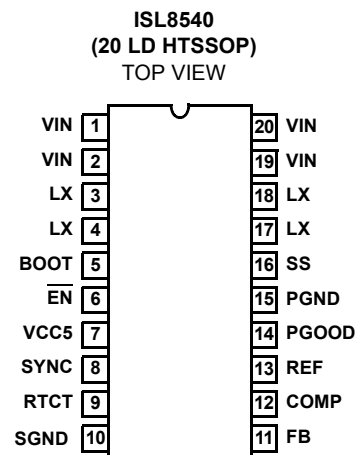 ISL8540
(20 LD HTSSOP)
TOP VIEW
VIN 1 20 VIN
VIN 2 19 VIN
LX 3 18 LX
LX 4 17 LX
BOOT 5 16 SS
E̅N̅ 6 15 PGND
VCC5 7 14 PGOOD
SYNC 8 13 REF
RTCT 9 12 COMP
SGND 10 11 FB